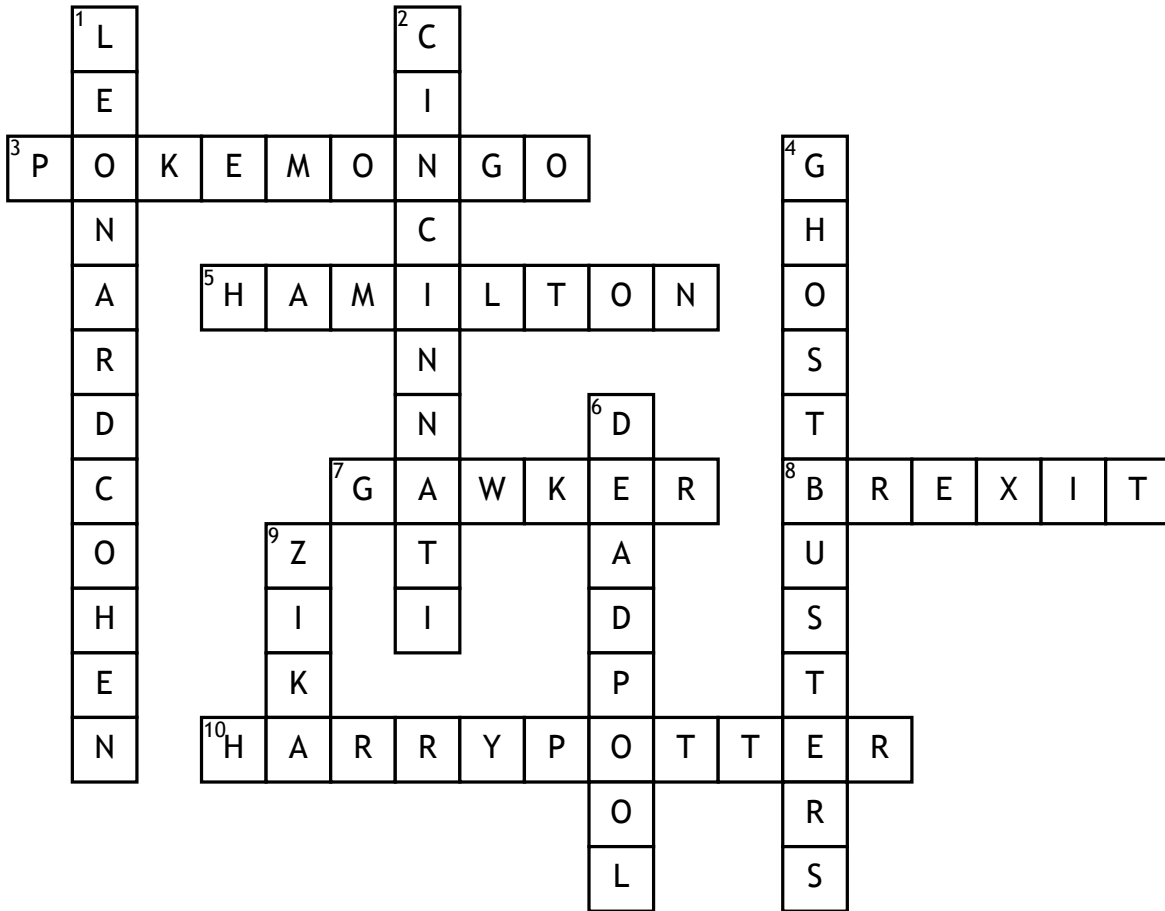 1 L 2 C
E I
3 P O K E M O N G O 4 G
N C H
A 5 H A M I L T O N O
R N S
D N 6 D T
C 7 G A W K E R 8 B R E X I T
O 9 Z T A U
H I I D S
E K P T
N 10 H A R R Y P O T T E R
O R
L S